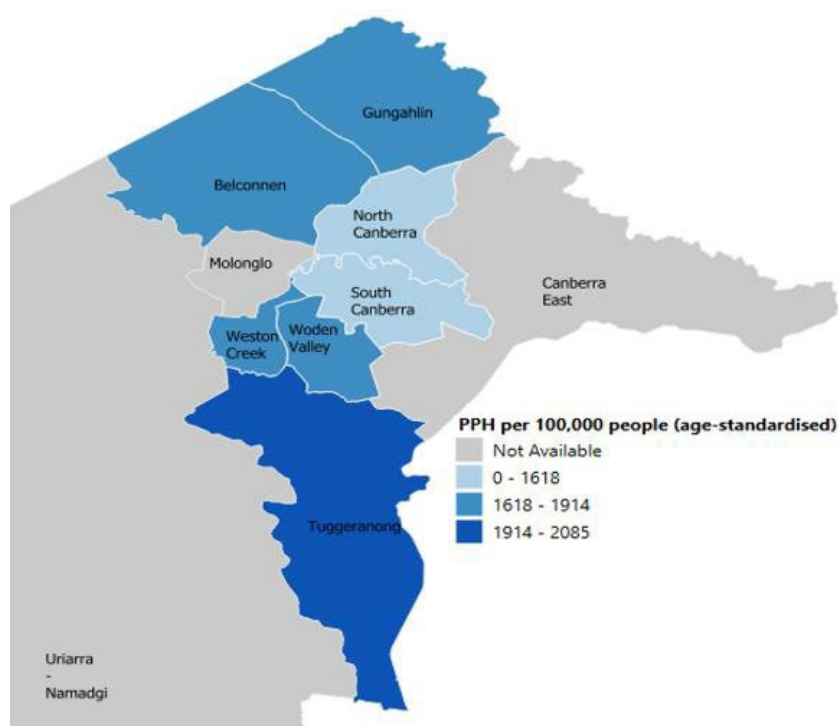 Gungahlin
Belconnen
North
Canberra
Molonglo
South
Canberra
Canberra
East
Weston
Creek
Woden
Valley
PPH per 100,000 people (age-standardised)
Not Available
0 - 1618
1618 - 1914
1914 - 2085
Tuggeranong
Uriarra
-
Namadgi